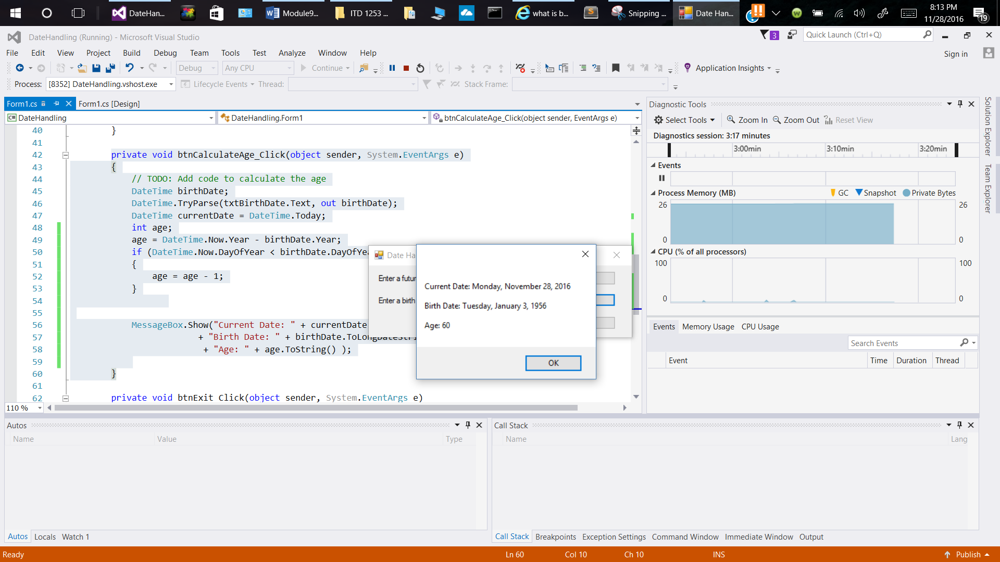 DateHan...
Module9...
ITD 1253 ...
what is b...
Snipping ...
Date Han...
8:13 PM
11/28/2016
19
DateHandling (Running) - Microsoft Visual Studio
3
Quick Launch (Ctrl+Q)
File Edit View Project Build Debug Team Tools Test Analyze Window Help
Sign in
Debug Any CPU Continue Application Insights
Process: [8352] DateHandling.vshost.exe Lifecycle Events Thread: Stack Frame:
Form1.cs Form1.cs [Design]
DateHandling DateHandling.Form1 btnCalculateAge_Click(object sender, EventArgs e)
40 }
41
42 private void btnCalculateAge_Click(object sender, System.EventArgs e)
43 {
44 // TODO: Add code to calculate the age
45 DateTime birthDate;
46 DateTime.TryParse(txtBirthDate.Text, out birthDate);
47 DateTime currentDate = DateTime.Today;
48 int age;
49 age = DateTime.Now.Year - birthDate.Year;
50 if (DateTime.Now.DayOfYear < birthDate.DayOfYea
51 {
52 age = age - 1;
53 }
54
55
56 MessageBox.Show("Current Date: " + currentDate
57 + "Birth Date: " + birthDate.ToLongDateStri
58 + "Age: " + age.ToString() );
59
60 }
61
62 private void btnExit_Click(object sender, System.EventArgs e)
110 %
Date Ha
Enter a futur
Enter a birth
Current Date: Monday, November 28, 2016
Birth Date: Tuesday, January 3, 1956
Age: 60
OK
Diagnostic Tools
Select Tools Zoom In Zoom Out Reset View
Diagnostics session: 3:17 minutes
3:00min 3:10min 3:20min
Events
Process Memory (MB) GC Snapshot Private Bytes
26 26
0 0
CPU (% of all processors)
100 100
0 0
Events Memory Usage CPU Usage
Search Events
Event Time Duration Thread
Solution Explorer
Team Explorer
Autos
Name Value Type
Autos Locals Watch 1
Call Stack
Name Lang
Call Stack Breakpoints Exception Settings Command Window Immediate Window Output
Ready Ln 60 Col 10 Ch 10 INS Publish